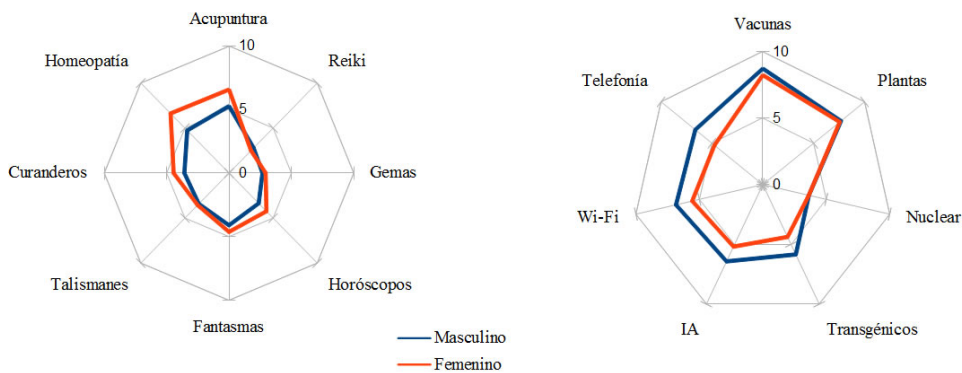 Acupuntura
10
Homeopatía
Reiki
5
Curanderos
0
Gemas
Talismanes
Horóscopos
Fantasmas
Vacunas
10
Telefonía
Plantas
5
0
Wi-Fi
Nuclear
IA
Transgénicos
Masculino
Femenino